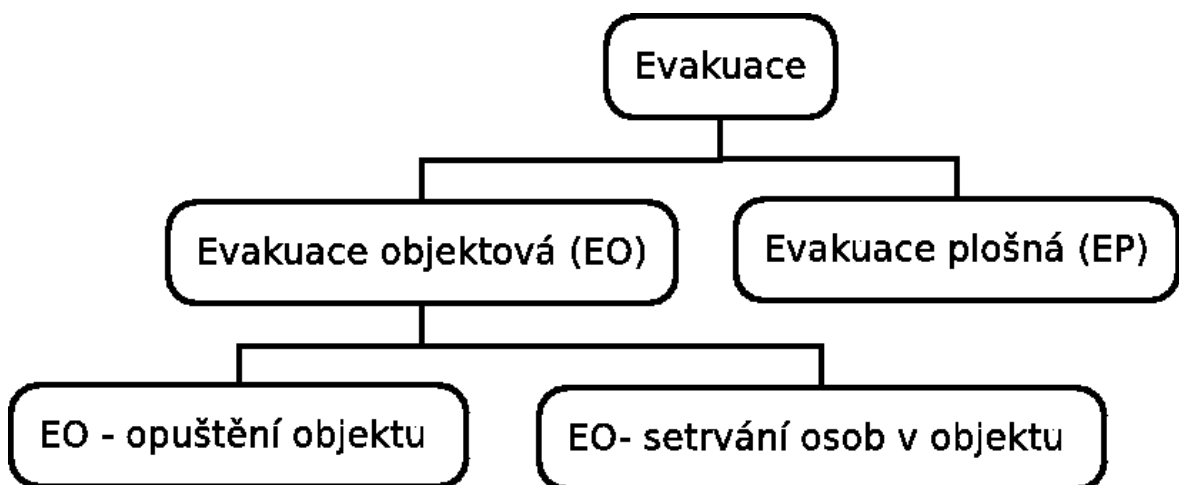 Evakuace
Evakuace objektová (EO)
Evakuace plošná (EP)
EO - opuštění objektu
EO- setrvání osob v objektu